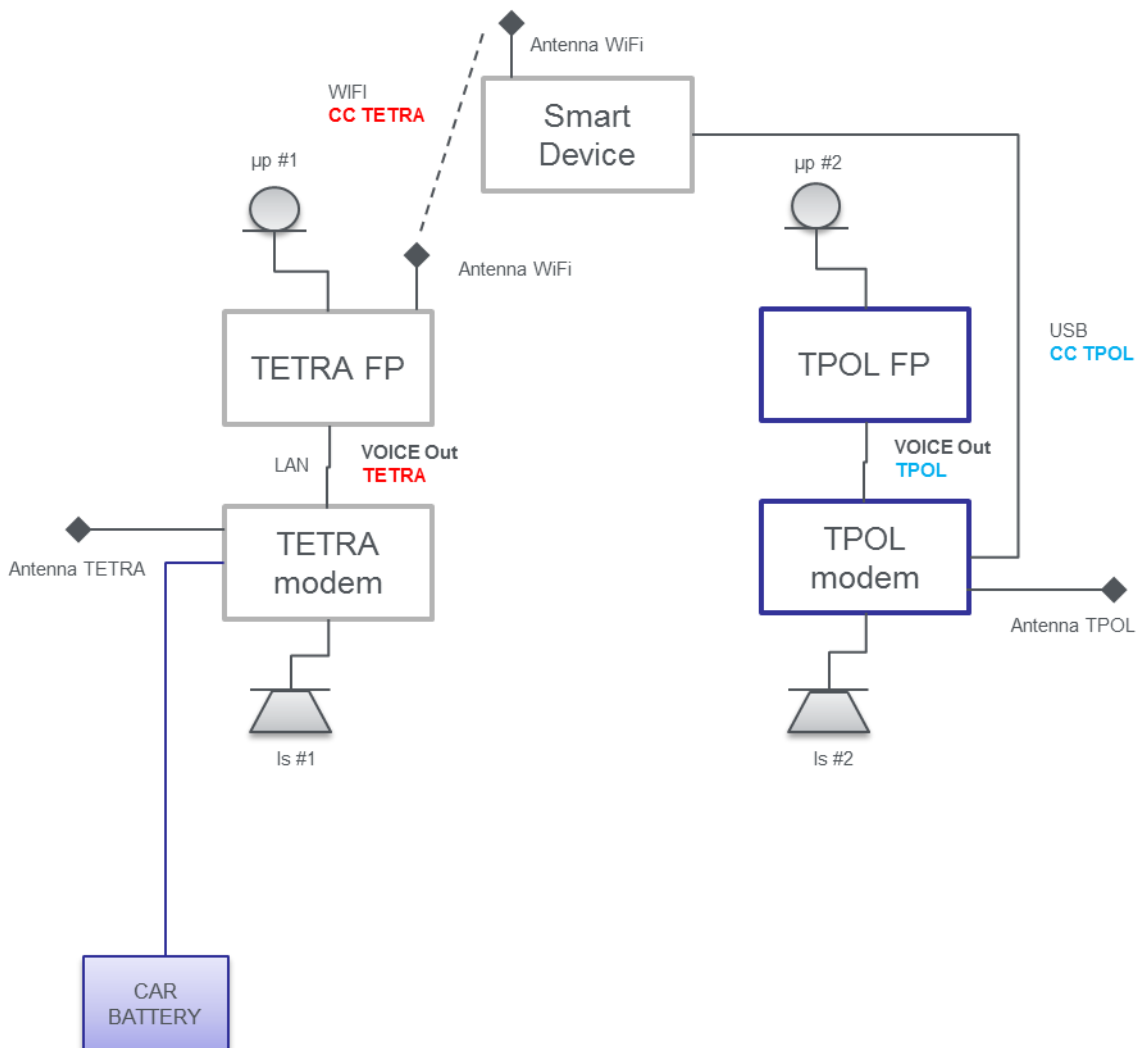 Antenna WiFi
WIFI
CC TETRA
Smart
Device
µp #1
µp #2
Antenna WiFi
USB
CC TPOL
TETRA FP
TPOL FP
LAN
VOICE Out
TETRA
VOICE Out
TPOL
TETRA
modem
TPOL
modem
Antenna TETRA
Antenna TPOL
ls #1
ls #2
CAR
BATTERY